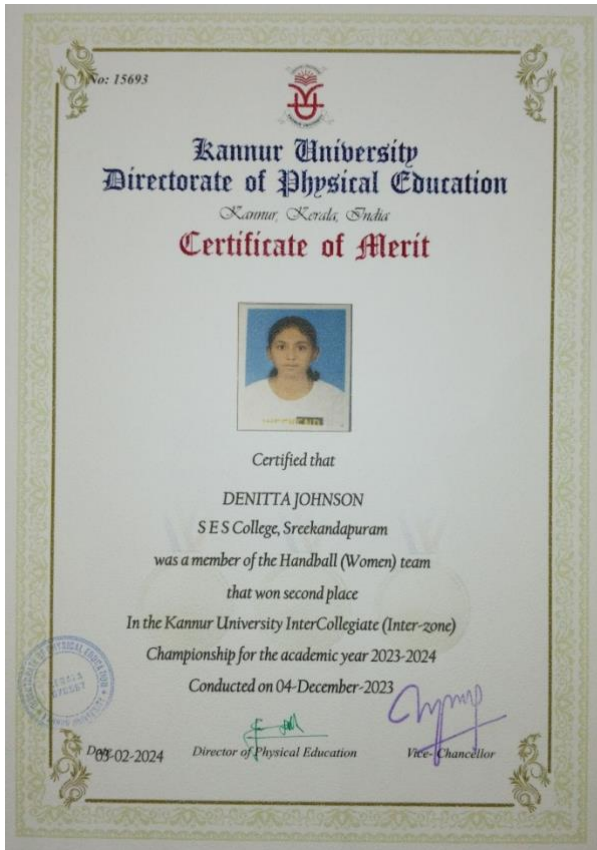 No: 15693
Kannur University
Directorate of Physical Education
Kannur, Kerala, India
Certificate of Merit
Certified that
DENITTA JOHNSON
S E S College, Sreekandapuram
was a member of the Handball (Women) team
that won second place
In the Kannur University InterCollegiate (Inter-zone)
Championship for the academic year 2023-2024
Conducted on 04-December-2023
Date
03-02-2024
Director of Physical Education
Vice- Chancellor